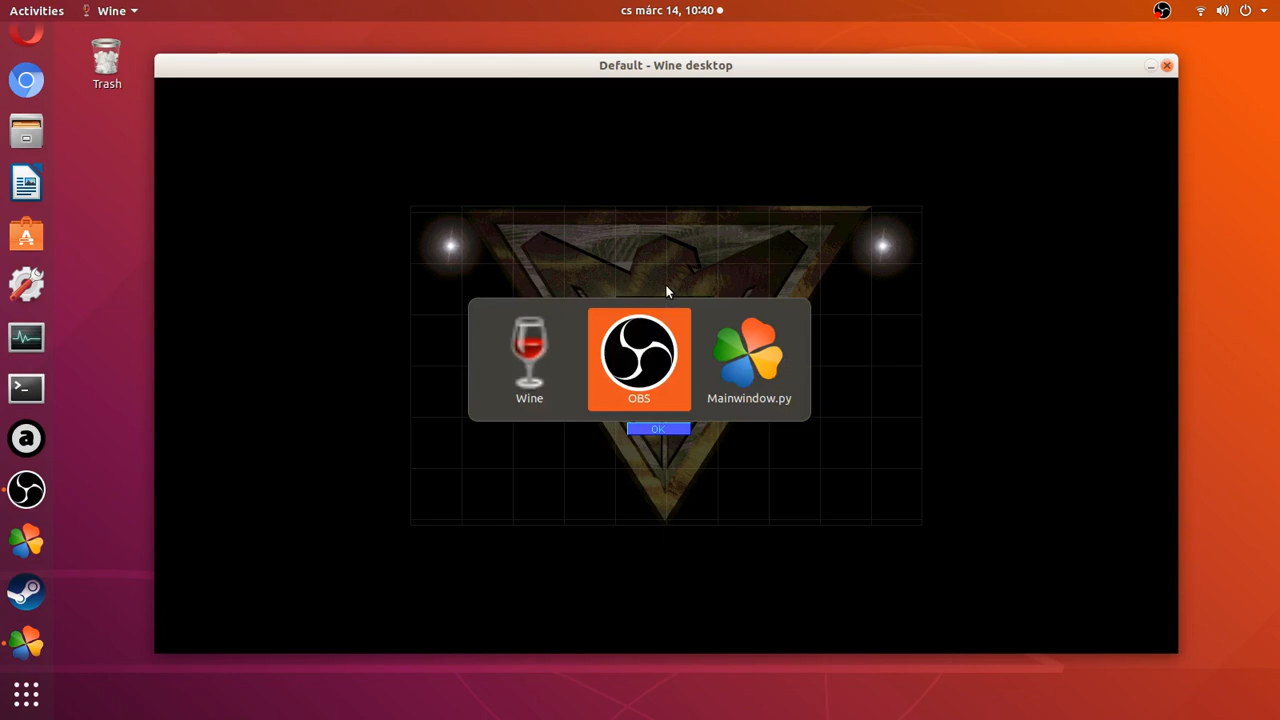 Activities
Wine
cs márc 14, 10:40
Trash
Default - Wine desktop
Wine
OBS
Mainwindow.py
OK